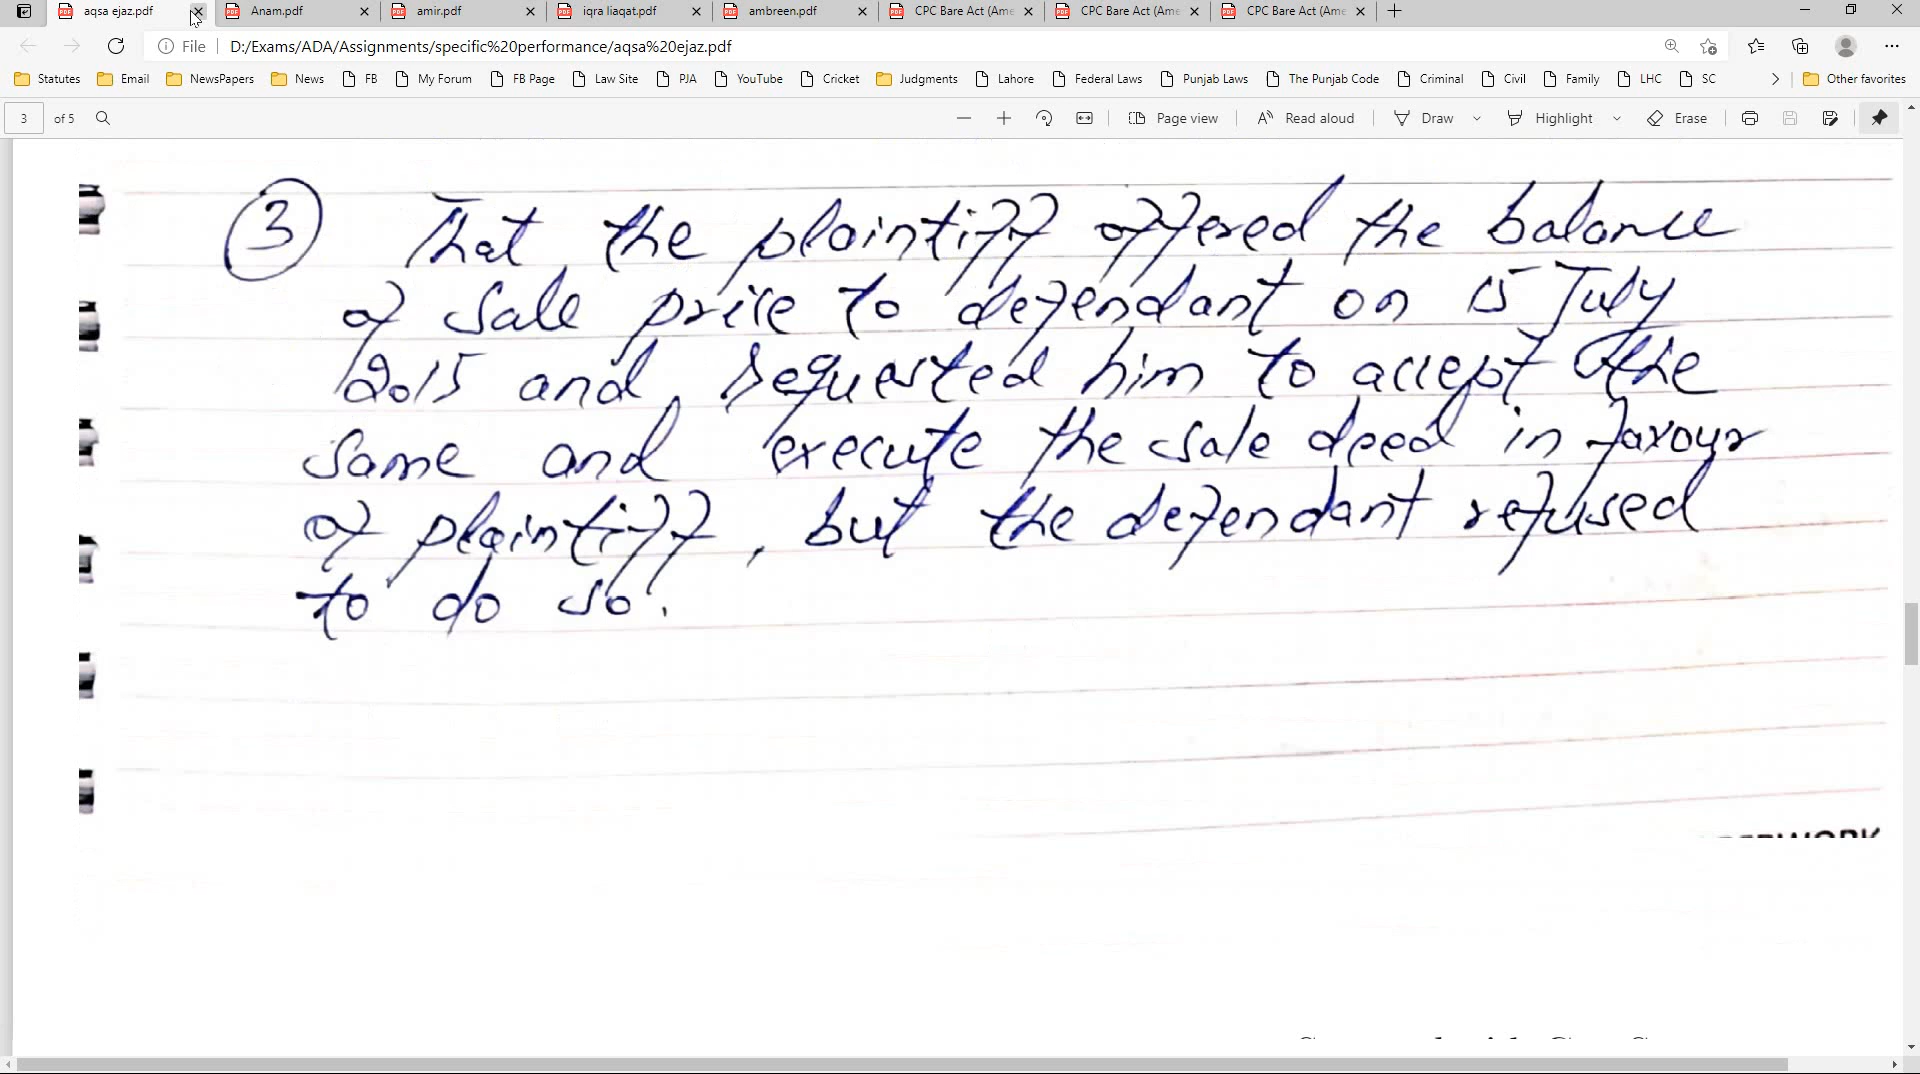 aqsa ejaz.pdf
Anam.pdf
amir.pdf
iqra liaqat.pdf
ambreen.pdf
CPC Bare Act (Ame
CPC Bare Act (Ame
CPC Bare Act (Ame
File
D:/Exams/ADA/Assignments/specific%20performance/aqsa%20ejaz.pdf
Statutes Email NewsPapers News FB My Forum FB Page Law Site PJA YouTube Cricket Judgments Lahore Federal Laws Punjab Laws The Punjab Code Criminal Civil Family LHC SC Other favorites
3 of 5 Page view Read aloud Draw Highlight Erase
3 That the plaintiff offered the balance
of sale price to defendant on 15 July
2015 and requested him to accept the
same and execute the sale deed in favour
of plaintiff, but the defendant refused
to do so.